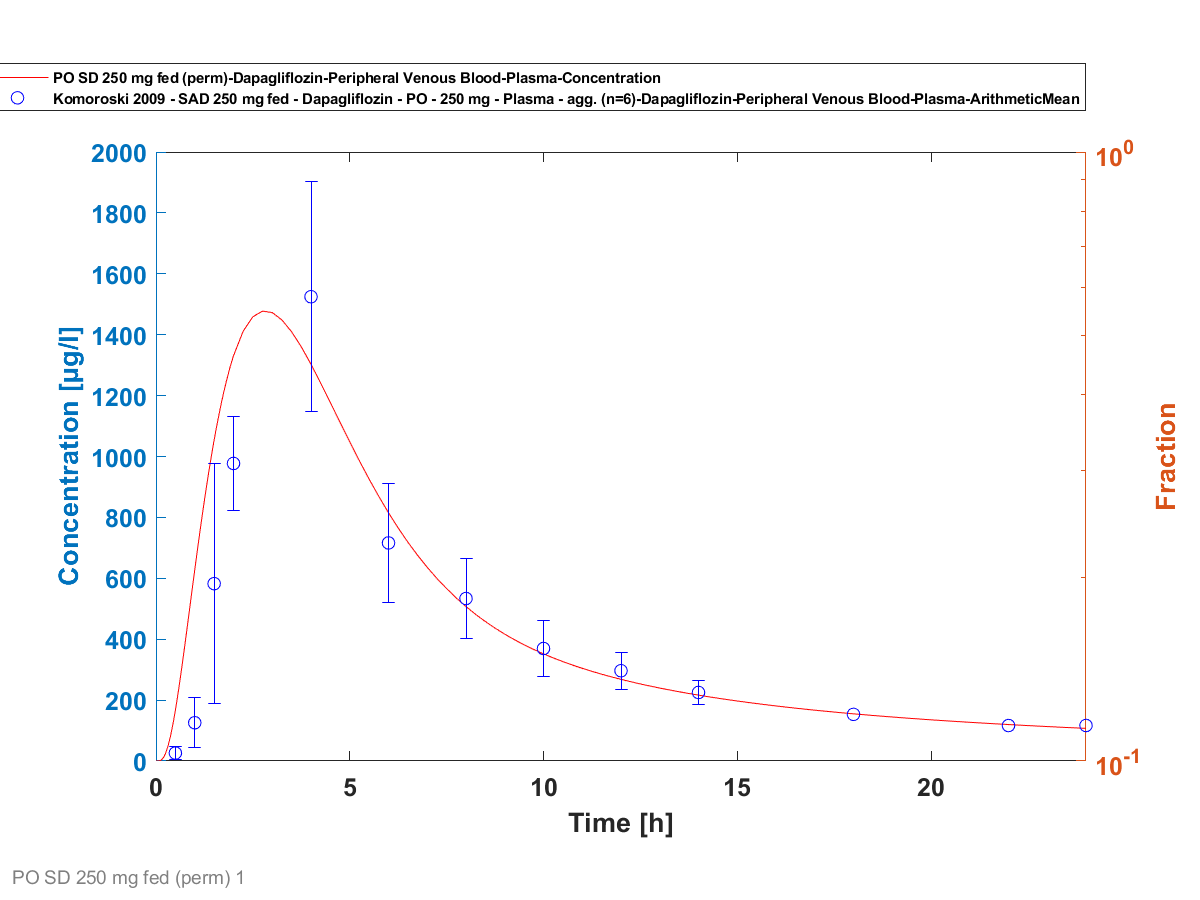 PO SD 250 mg fed (perm)-Dapagliflozin-Peripheral Venous Blood-Plasma-Concentration
Komoroski 2009 - SAD 250 mg fed - Dapagliflozin - PO - 250 mg - Plasma - agg. (n=6)-Dapagliflozin-Peripheral Venous Blood-Plasma-ArithmeticMean
2000
1800
1600
1400
1200
1000
800
600
400
200
0
Concentration [µg/l]
10^0
10^-1
Fraction
0 5 10 15 20
Time [h]
PO SD 250 mg fed (perm) 1